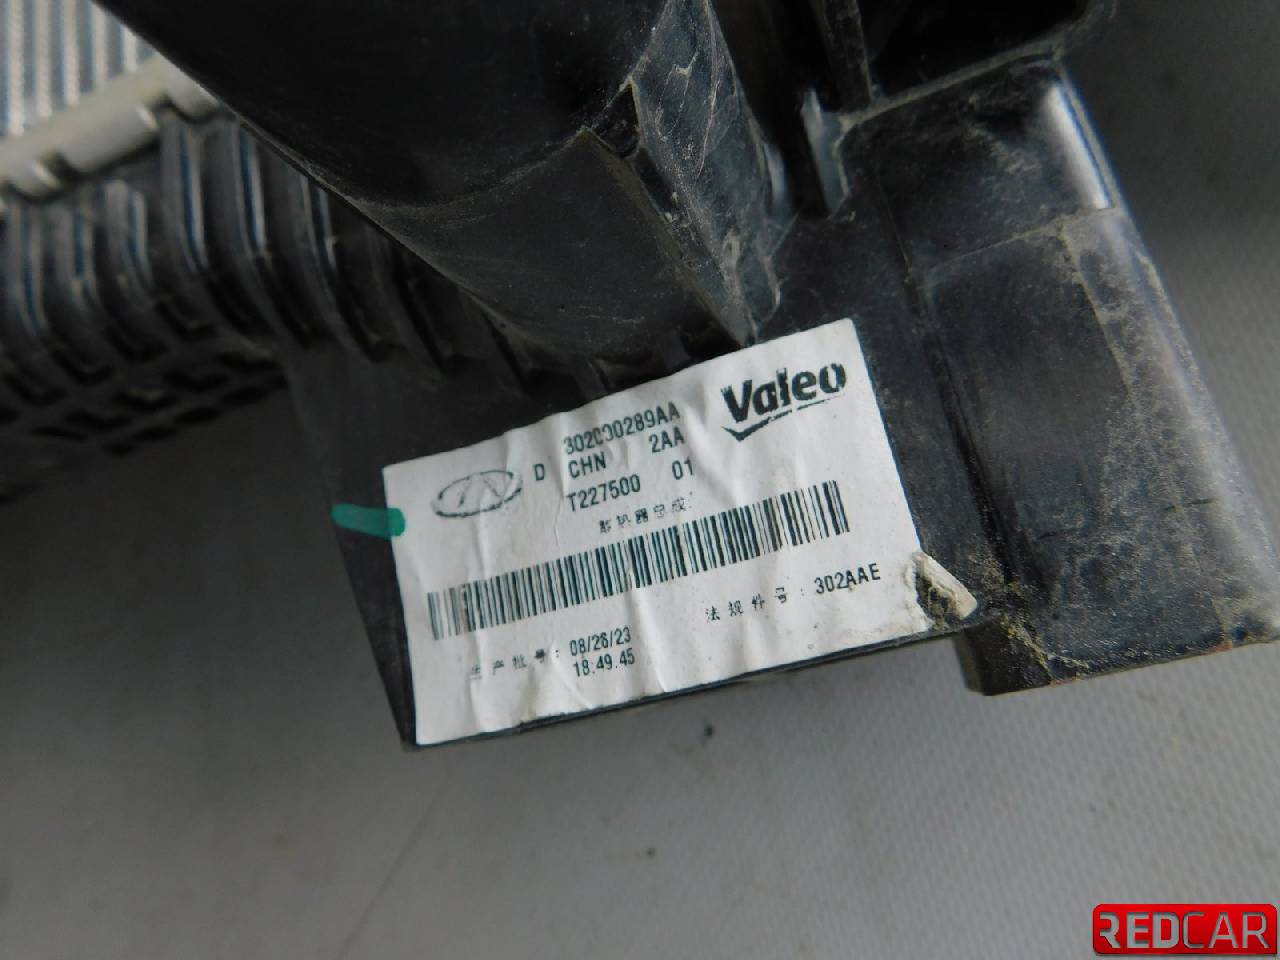 Valeo
D 302000289AA
CHN 2AA
T227500 01
散热器总成
法规件号: 302AAE
生产批号: 08/26/23
18:49.45
REDCAR